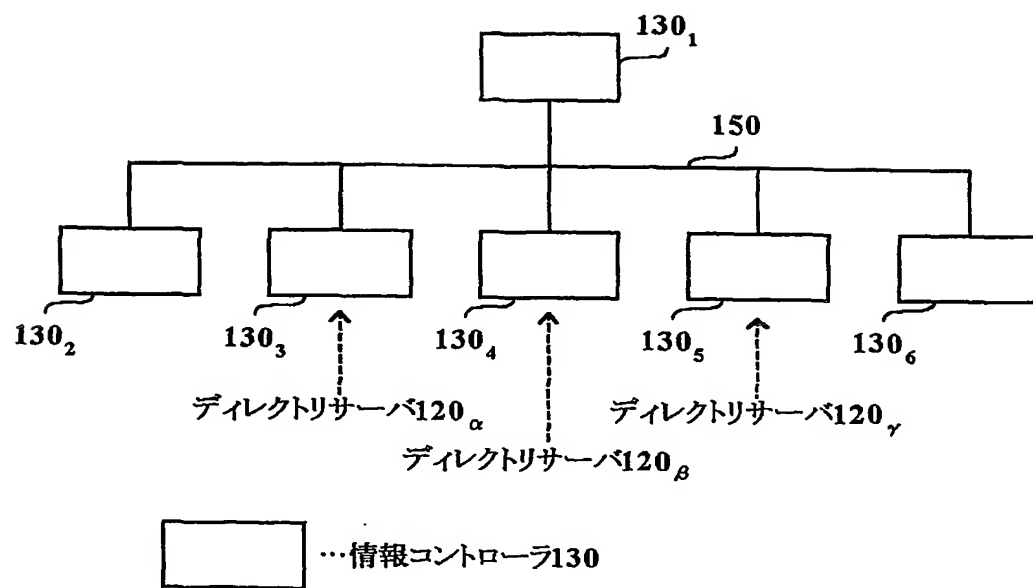 130₁
150
130₂ 130₃ 130₄ 130₅ 130₆
ディレクトリサーバ120α ディレクトリサーバ120γ
ディレクトリサーバ120β
…情報コントローラ130